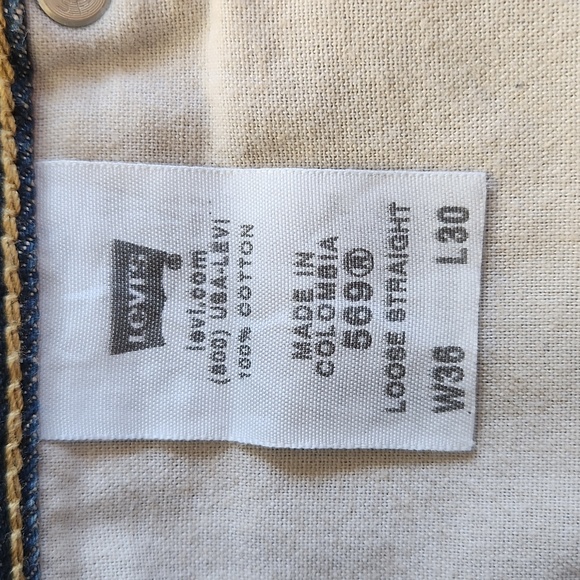 Levi's
levi.com
(800) USA-LEVI
100% COTTON
MADE IN
COLOMBIA
569®
LOOSE STRAIGHT
W36 L30